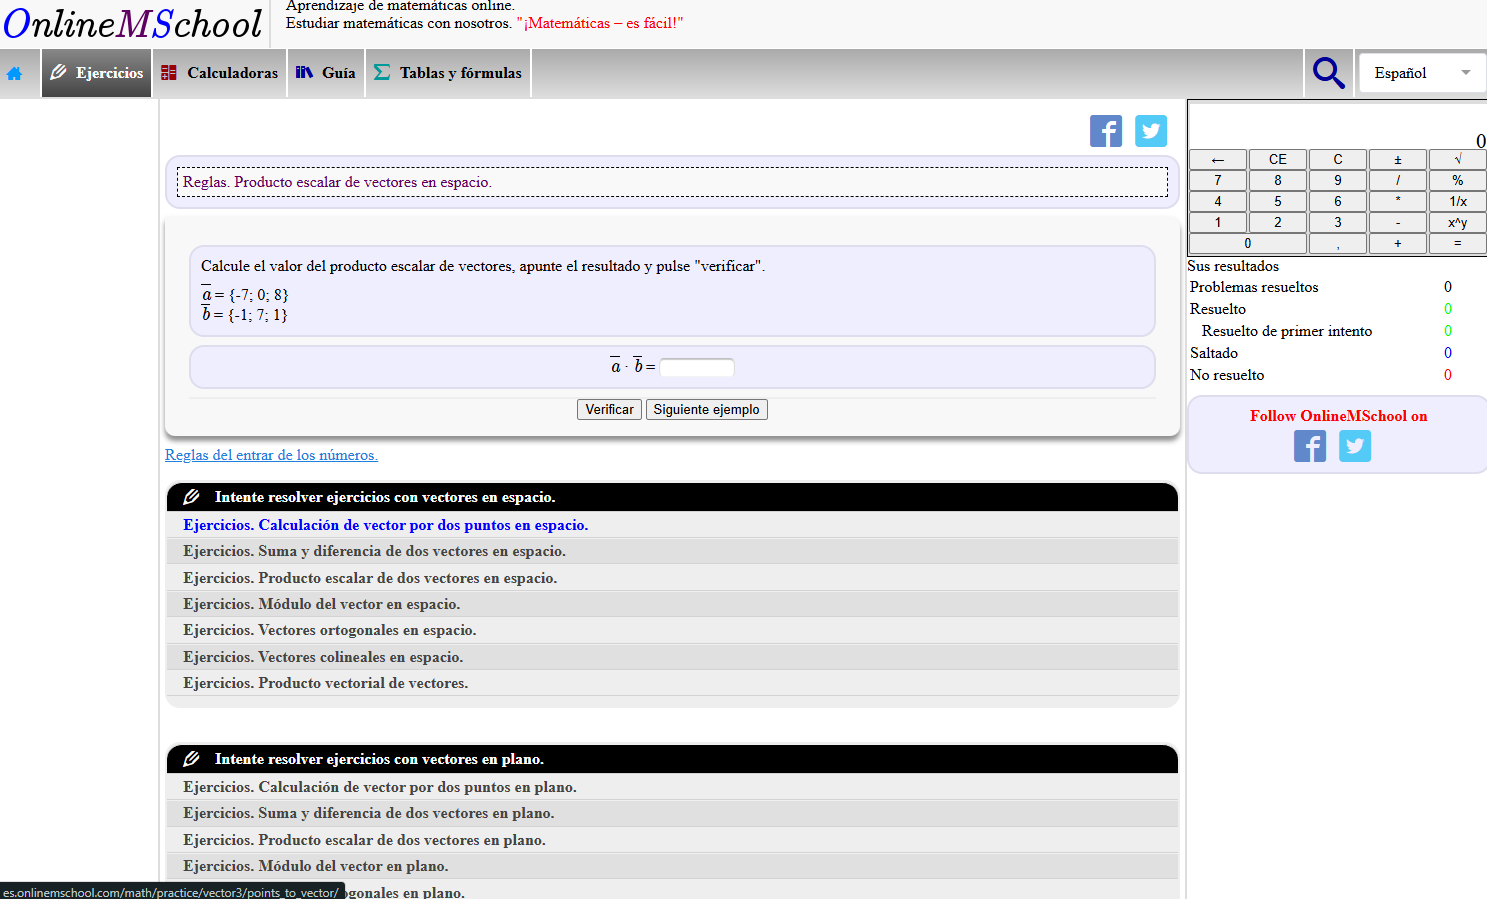 OnlineMSchool
Aprendizaje de matemáticas online.
Estudiar matemáticas con nosotros. "¡Matemáticas – es fácil!"
Ejercicios
Calculadoras
Guía
Tablas y fórmulas
Español
Reglas. Producto escalar de vectores en espacio.
Calcule el valor del producto escalar de vectores, apunte el resultado y pulse "verificar".
a = {-7; 0; 8}
b = {-1; 7; 1}
a · b =
Verificar
Siguiente ejemplo
Reglas del entrar de los números.
Intente resolver ejercicios con vectores en espacio.
Ejercicios. Calculación de vector por dos puntos en espacio.
Ejercicios. Suma y diferencia de dos vectores en espacio.
Ejercicios. Producto escalar de dos vectores en espacio.
Ejercicios. Módulo del vector en espacio.
Ejercicios. Vectores ortogonales en espacio.
Ejercicios. Vectores colineales en espacio.
Ejercicios. Producto vectorial de vectores.
Intente resolver ejercicios con vectores en plano.
Ejercicios. Calculación de vector por dos puntos en plano.
Ejercicios. Suma y diferencia de dos vectores en plano.
Ejercicios. Producto escalar de dos vectores en plano.
Ejercicios. Módulo del vector en plano.
ogonales en plano.
es.onlinemschool.com/math/practice/vector3/points_to_vector/
0
← CE C ± √
7 8 9 / %
4 5 6 * 1/x
1 2 3 - x^y
0 , + =
Sus resultados
Problemas resueltos 0
Resuelto 0
Resuelto de primer intento 0
Saltado 0
No resuelto 0
Follow OnlineMSchool on